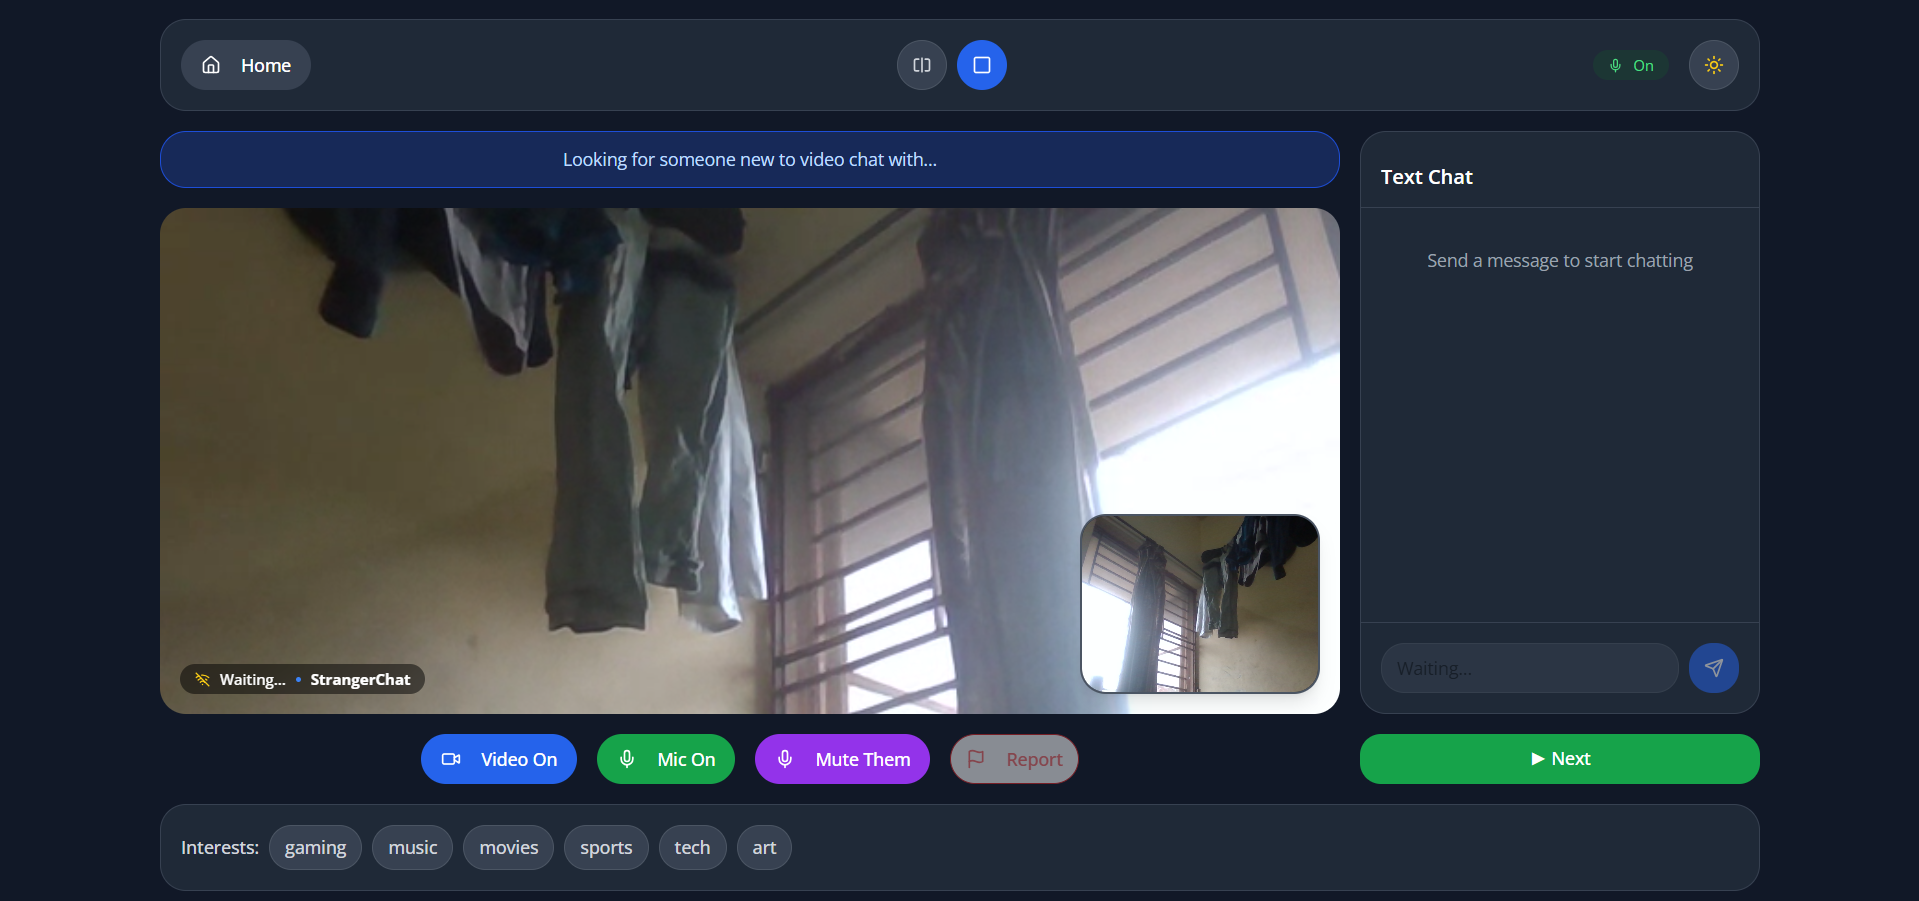 Home
On
Looking for someone new to video chat with...
Text Chat
Send a message to start chatting
Waiting... • StrangerChat
Waiting...
Video On
Mic On
Mute Them
Report
▶ Next
Interests: gaming music movies sports tech art